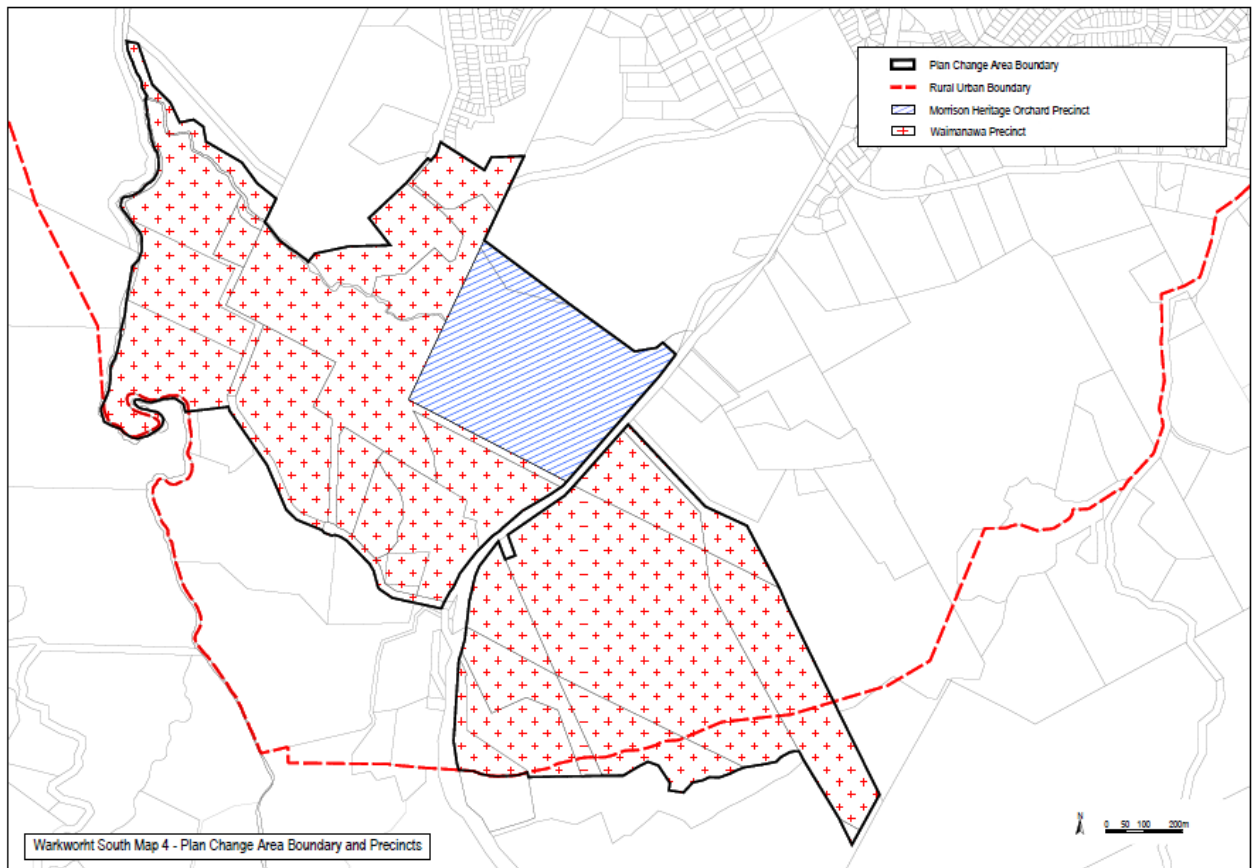 Plan Change Area Boundary
Rural Urban Boundary
Morrison Heritage Orchard Precinct
Waimanawa Precinct
N
0 50 100 200m
Warkworht South Map 4 - Plan Change Area Boundary and Precincts